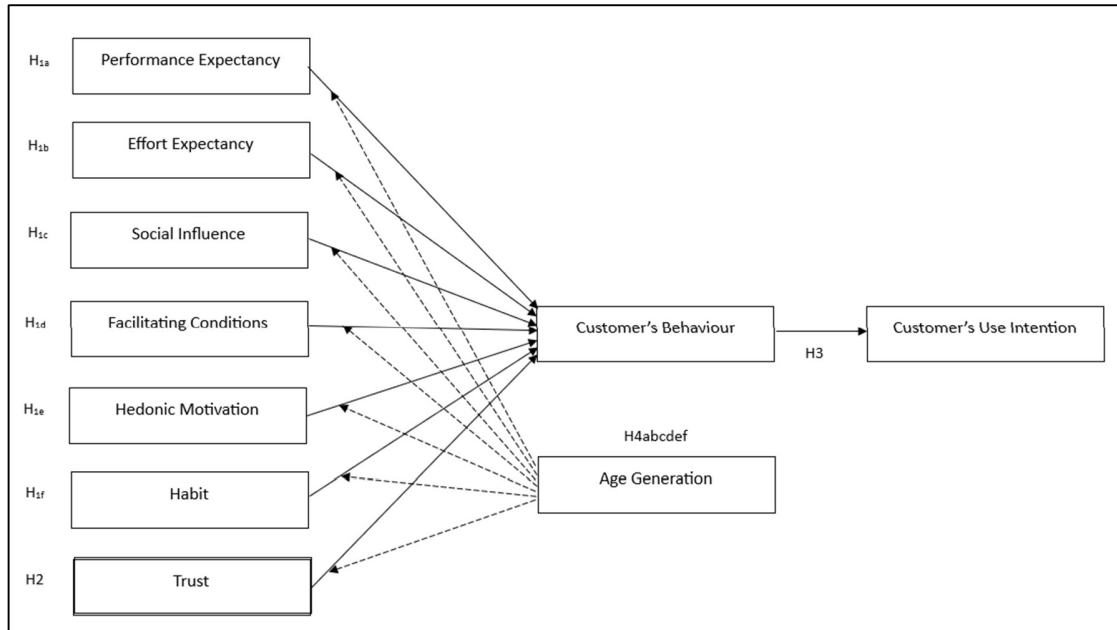 H1a
Performance Expectancy
H1b
Effort Expectancy
H1c
Social Influence
H1d
Facilitating Conditions
Customer's Behaviour
Customer's Use Intention
H3
H1e
Hedonic Motivation
H4abcdef
Age Generation
H1f
Habit
H2
Trust